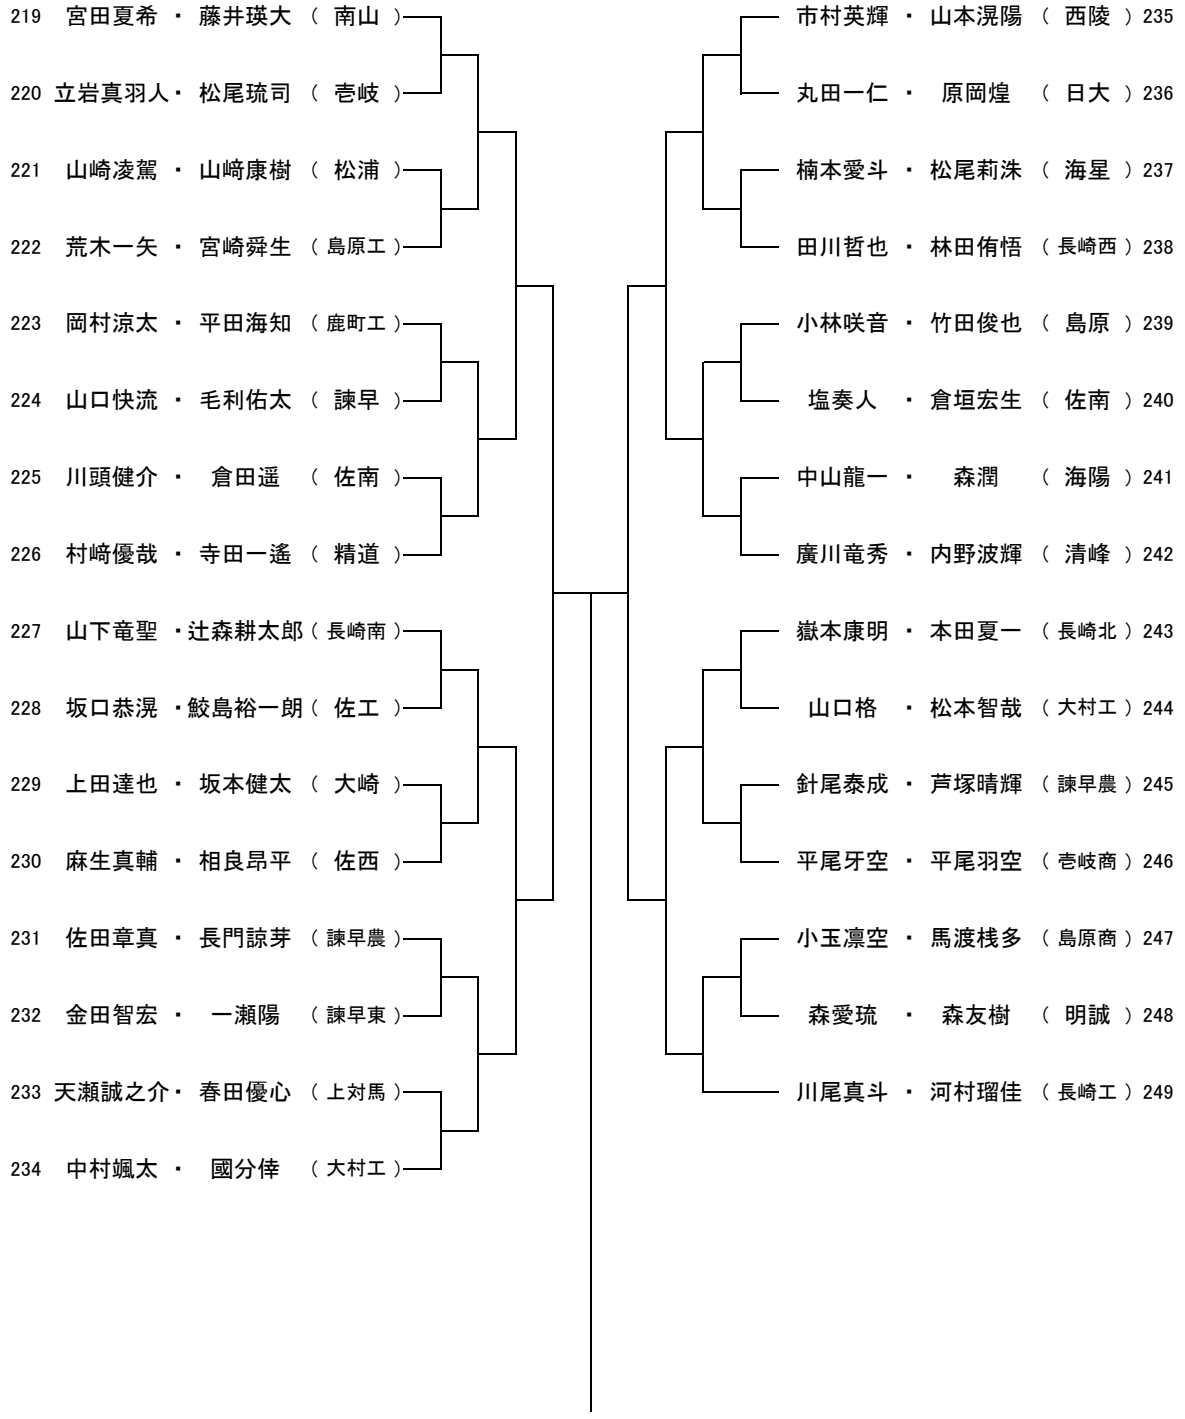 219 宮田夏希 ・ 藤井瑛大 （ 南山 ）
220 立岩真羽人・ 松尾琉司 （ 壱岐 ）
221 山崎凌駕 ・ 山﨑康樹 （ 松浦 ）
222 荒木一矢 ・ 宮崎舜生 （ 島原工 ）
223 岡村涼太 ・ 平田海知 （ 鹿町工 ）
224 山口快流 ・ 毛利佑太 （ 諫早 ）
225 川頭健介 ・ 倉田遥 （ 佐南 ）
226 村﨑優哉 ・ 寺田一遙 （ 精道 ）
227 山下竜聖 ・辻森耕太郎（ 長崎南 ）
228 坂口恭滉 ・鮫島裕一朗（ 佐工 ）
229 上田達也 ・ 坂本健太 （ 大崎 ）
230 麻生真輔 ・ 相良昂平 （ 佐西 ）
231 佐田章真 ・ 長門諒芽 （ 諫早農 ）
232 金田智宏 ・ 一瀬陽 （ 諫早東 ）
233 天瀬誠之介・ 春田優心 （ 上対馬 ）
234 中村颯太 ・ 國分倖 （ 大村工 ）
市村英輝 ・ 山本滉陽 （ 西陵 ） 235
丸田一仁 ・ 原岡煌 （ 日大 ） 236
楠本愛斗 ・ 松尾莉洙 （ 海星 ） 237
田川哲也 ・ 林田侑悟 （ 長崎西 ） 238
小林咲音 ・ 竹田俊也 （ 島原 ） 239
塩奏人 ・ 倉垣宏生 （ 佐南 ） 240
中山龍一 ・ 森潤 （ 海陽 ） 241
廣川竜秀 ・ 内野波輝 （ 清峰 ） 242
嶽本康明 ・ 本田夏一 （ 長崎北 ） 243
山口格 ・ 松本智哉 （ 大村工 ） 244
針尾泰成 ・ 芦塚晴輝 （ 諫早農 ） 245
平尾牙空 ・ 平尾羽空 （ 壱岐商 ） 246
小玉凛空 ・ 馬渡桟多 （ 島原商 ） 247
森愛琉 ・ 森友樹 （ 明誠 ） 248
川尾真斗 ・ 河村瑠佳 （ 長崎工 ） 249